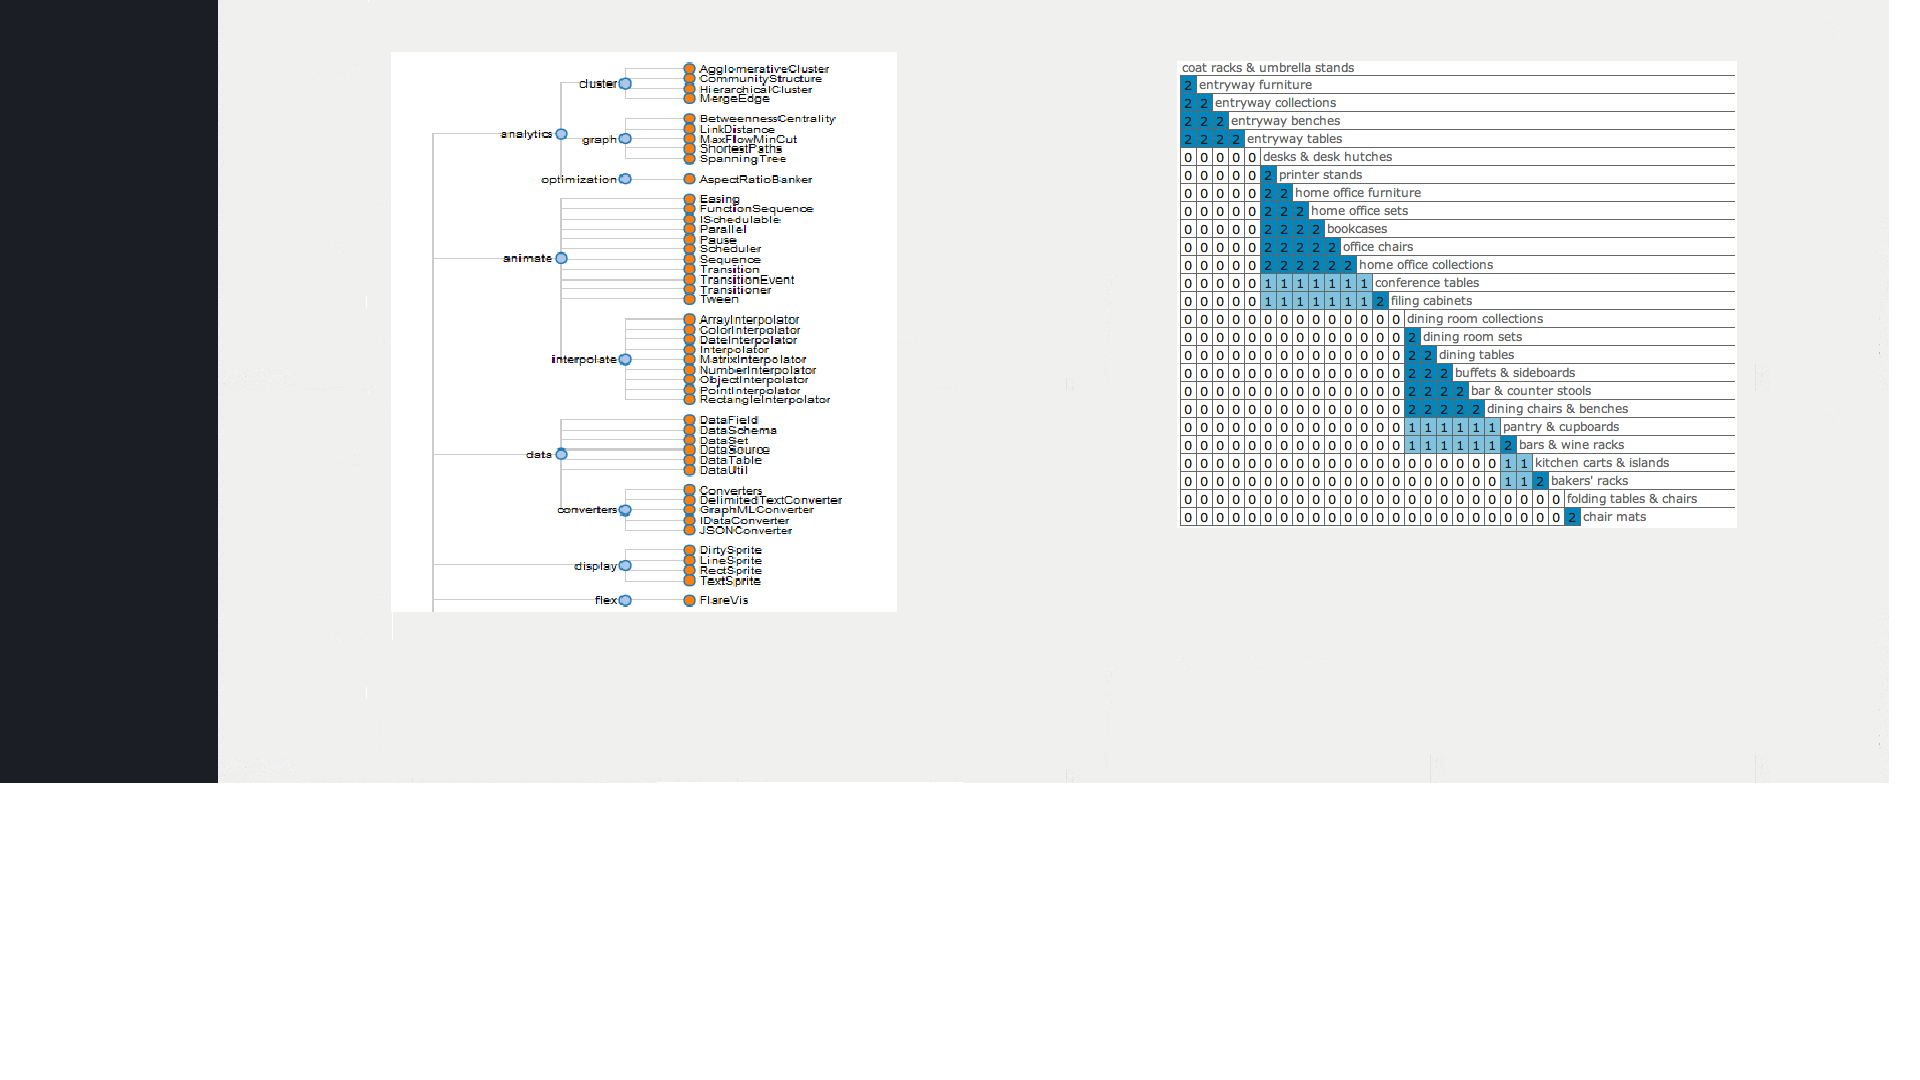 cluster
AgglomerativeCluster
CommunityStructure
HierarchicalCluster
MergeEdge
analytics
graph
BetweennessCentrality
LinkDistance
MaxFlowMinCut
ShortestPaths
SpanningTree
optimization
AspectRatioBanker
animate
Easing
FunctionSequence
ISchedulable
Parallel
Pause
Scheduler
Sequence
Transition
TransitionEvent
Transitioner
Tween
interpolate
ArrayInterpolator
ColorInterpolator
DateInterpolator
Interpolator
MatrixInterpolator
NumberInterpolator
ObjectInterpolator
PointInterpolator
RectangleInterpolator
data
DataField
DataSchema
DataSet
DataSource
DataTable
DataUtil
converters
Converters
DelimitedTextConverter
GraphMLConverter
IDataConverter
JSONConverter
display
DirtySprite
LineSprite
RectSprite
TextSprite
flex
FlareVis
coat racks & umbrella stands
2 entryway furniture
2 2 entryway collections
2 2 2 entryway benches
2 2 2 2 entryway tables
0 0 0 0 0 desks & desk hutches
0 0 0 0 0 2 printer stands
0 0 0 0 0 2 2 home office furniture
0 0 0 0 0 2 2 2 home office sets
0 0 0 0 0 2 2 2 2 bookcases
0 0 0 0 0 2 2 2 2 2 office chairs
0 0 0 0 0 2 2 2 2 2 2 home office collections
0 0 0 0 0 1 1 1 1 1 1 1 conference tables
0 0 0 0 0 1 1 1 1 1 1 1 2 filing cabinets
0 0 0 0 0 0 0 0 0 0 0 0 0 0 dining room collections
0 0 0 0 0 0 0 0 0 0 0 0 0 0 2 dining room sets
0 0 0 0 0 0 0 0 0 0 0 0 0 0 2 2 dining tables
0 0 0 0 0 0 0 0 0 0 0 0 0 0 2 2 2 buffets & sideboards
0 0 0 0 0 0 0 0 0 0 0 0 0 0 2 2 2 2 bar & counter stools
0 0 0 0 0 0 0 0 0 0 0 0 0 0 2 2 2 2 2 dining chairs & benches
0 0 0 0 0 0 0 0 0 0 0 0 0 0 1 1 1 1 1 1 pantry & cupboards
0 0 0 0 0 0 0 0 0 0 0 0 0 0 1 1 1 1 1 1 2 bars & wine racks
0 0 0 0 0 0 0 0 0 0 0 0 0 0 0 0 0 0 0 0 1 1 kitchen carts & islands
0 0 0 0 0 0 0 0 0 0 0 0 0 0 0 0 0 0 0 0 1 1 2 bakers' racks
0 0 0 0 0 0 0 0 0 0 0 0 0 0 0 0 0 0 0 0 0 0 0 0 folding tables & chairs
0 0 0 0 0 0 0 0 0 0 0 0 0 0 0 0 0 0 0 0 0 0 0 0 2 chair mats